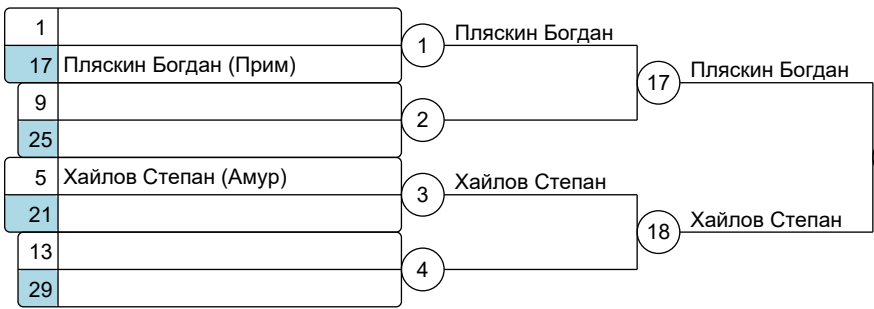 1
17 Пляскин Богдан (Прим)
9
25
5 Хайлов Степан (Амур)
21
13
29
1
2
3
4
Пляскин Богдан
Хайлов Степан
17
18
Пляскин Богдан
Хайлов Степан